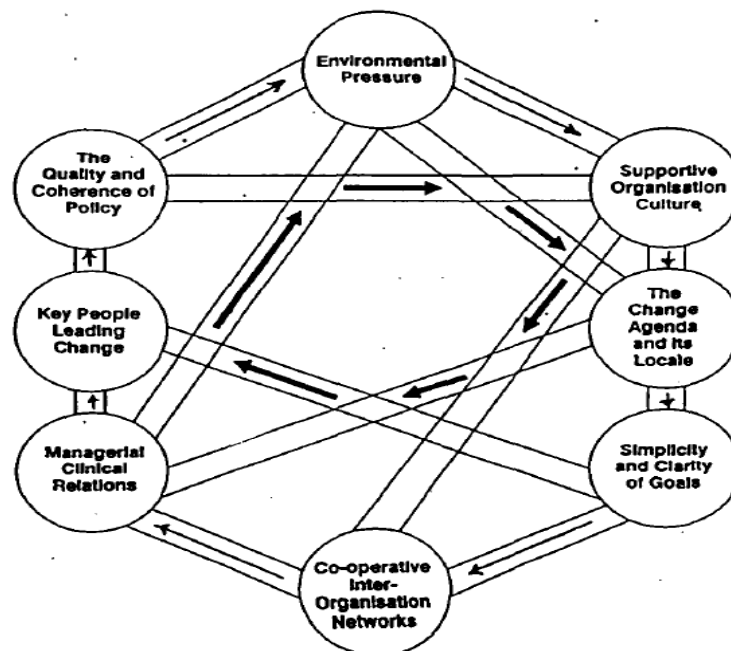 Environmental
Pressure
The
Quality and
Coherence of
Policy
Supportive
Organisation
Culture
Key People
Leading
Change
The
Change
Agenda
and Its
Locale
Managerial
Clinical
Relations
Simplicity
and Clarity
of Goals
Co-operative
Inter-
Organisation
Networks